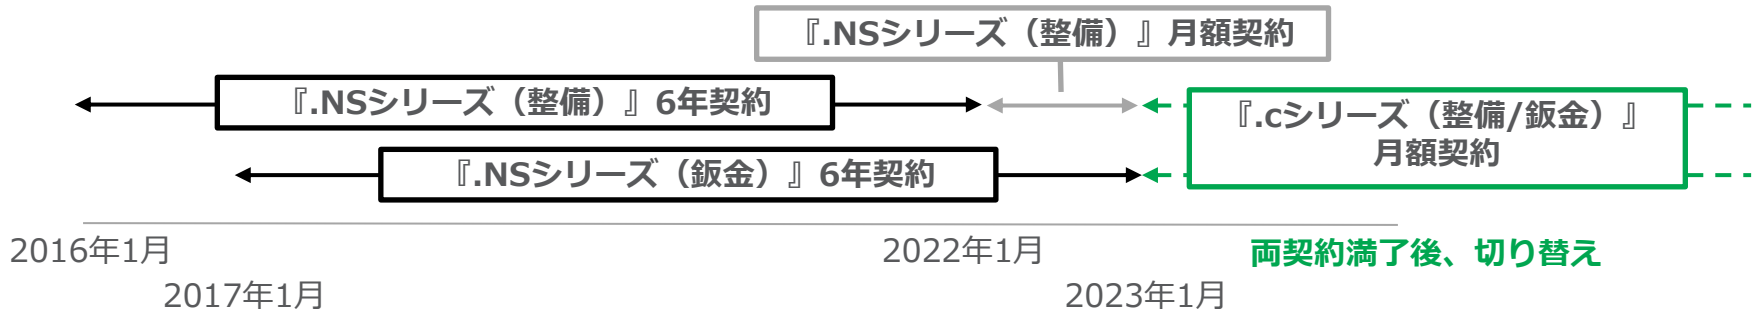 『.NSシリーズ（整備）』月額契約
『.NSシリーズ（整備）』6年契約
『.cシリーズ（整備/鈑金）』
月額契約
『.NSシリーズ（鈑金）』6年契約
2016年1月
2022年1月
両契約満了後、切り替え
2017年1月
2023年1月